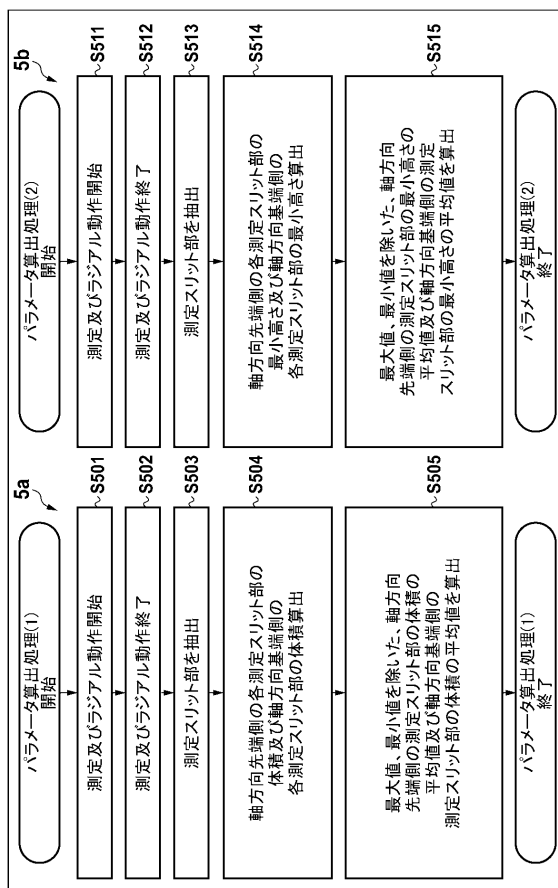 5a
パラメータ算出処理(1)
開始
測定及びラジアル動作開始
S501
測定及びラジアル動作終了
S502
測定スリット部を抽出
S503
軸方向先端側の各測定スリット部の
体積及び軸方向基端側の
各測定スリット部の体積算出
S504
最大値、最小値を除いた、軸方向
先端側の測定スリット部の体積の
平均値及び軸方向基端側の
測定スリット部の体積の平均値を算出
S505
パラメータ算出処理(1)
終了
5b
パラメータ算出処理(2)
開始
測定及びラジアル動作開始
S511
測定及びラジアル動作終了
S512
測定スリット部を抽出
S513
軸方向先端側の各測定スリット部の
最小高さ及び軸方向基端側の
各測定スリット部の最小高さ算出
S514
最大値、最小値を除いた、軸方向
先端側の測定スリット部の最小高さの
平均値及び軸方向基端側の測定
スリット部の最小高さの平均値を算出
S515
パラメータ算出処理(2)
終了